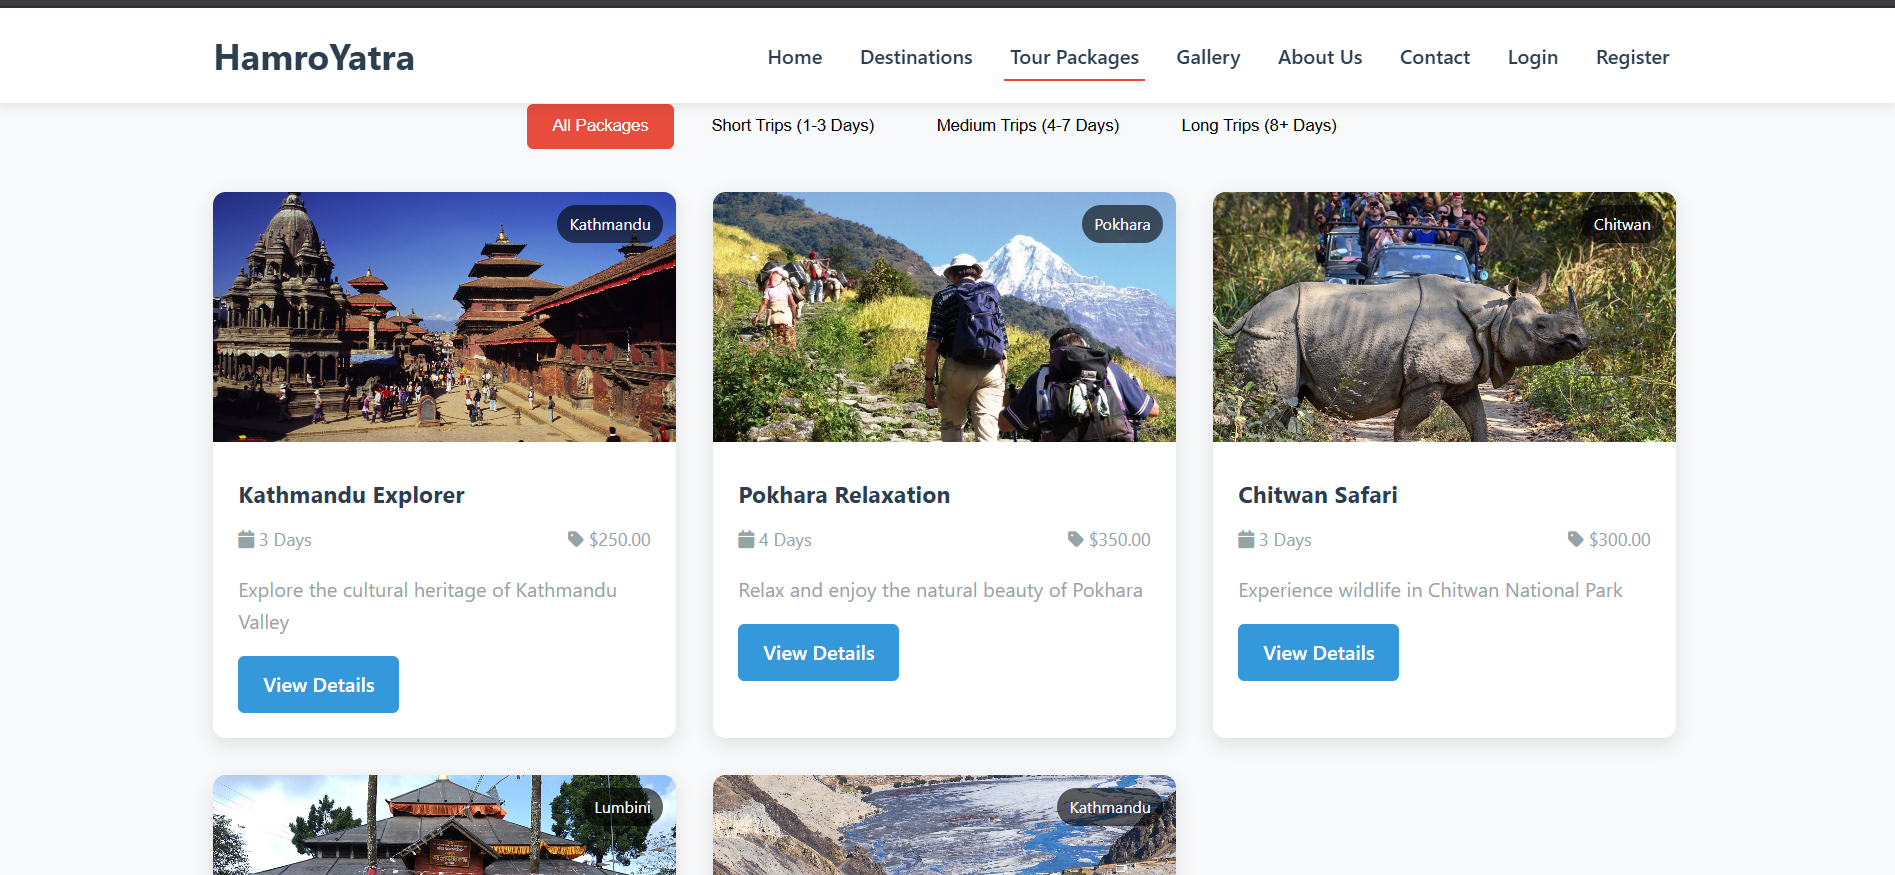 HamroYatra
Home
Destinations
Tour Packages
Gallery
About Us
Contact
Login
Register
All Packages
Short Trips (1-3 Days)
Medium Trips (4-7 Days)
Long Trips (8+ Days)
Kathmandu
Kathmandu Explorer
3 Days
$250.00
Explore the cultural heritage of Kathmandu
Valley
View Details
Pokhara
Pokhara Relaxation
4 Days
$350.00
Relax and enjoy the natural beauty of Pokhara
View Details
Chitwan
Chitwan Safari
3 Days
$300.00
Experience wildlife in Chitwan National Park
View Details
Lumbini
Kathmandu